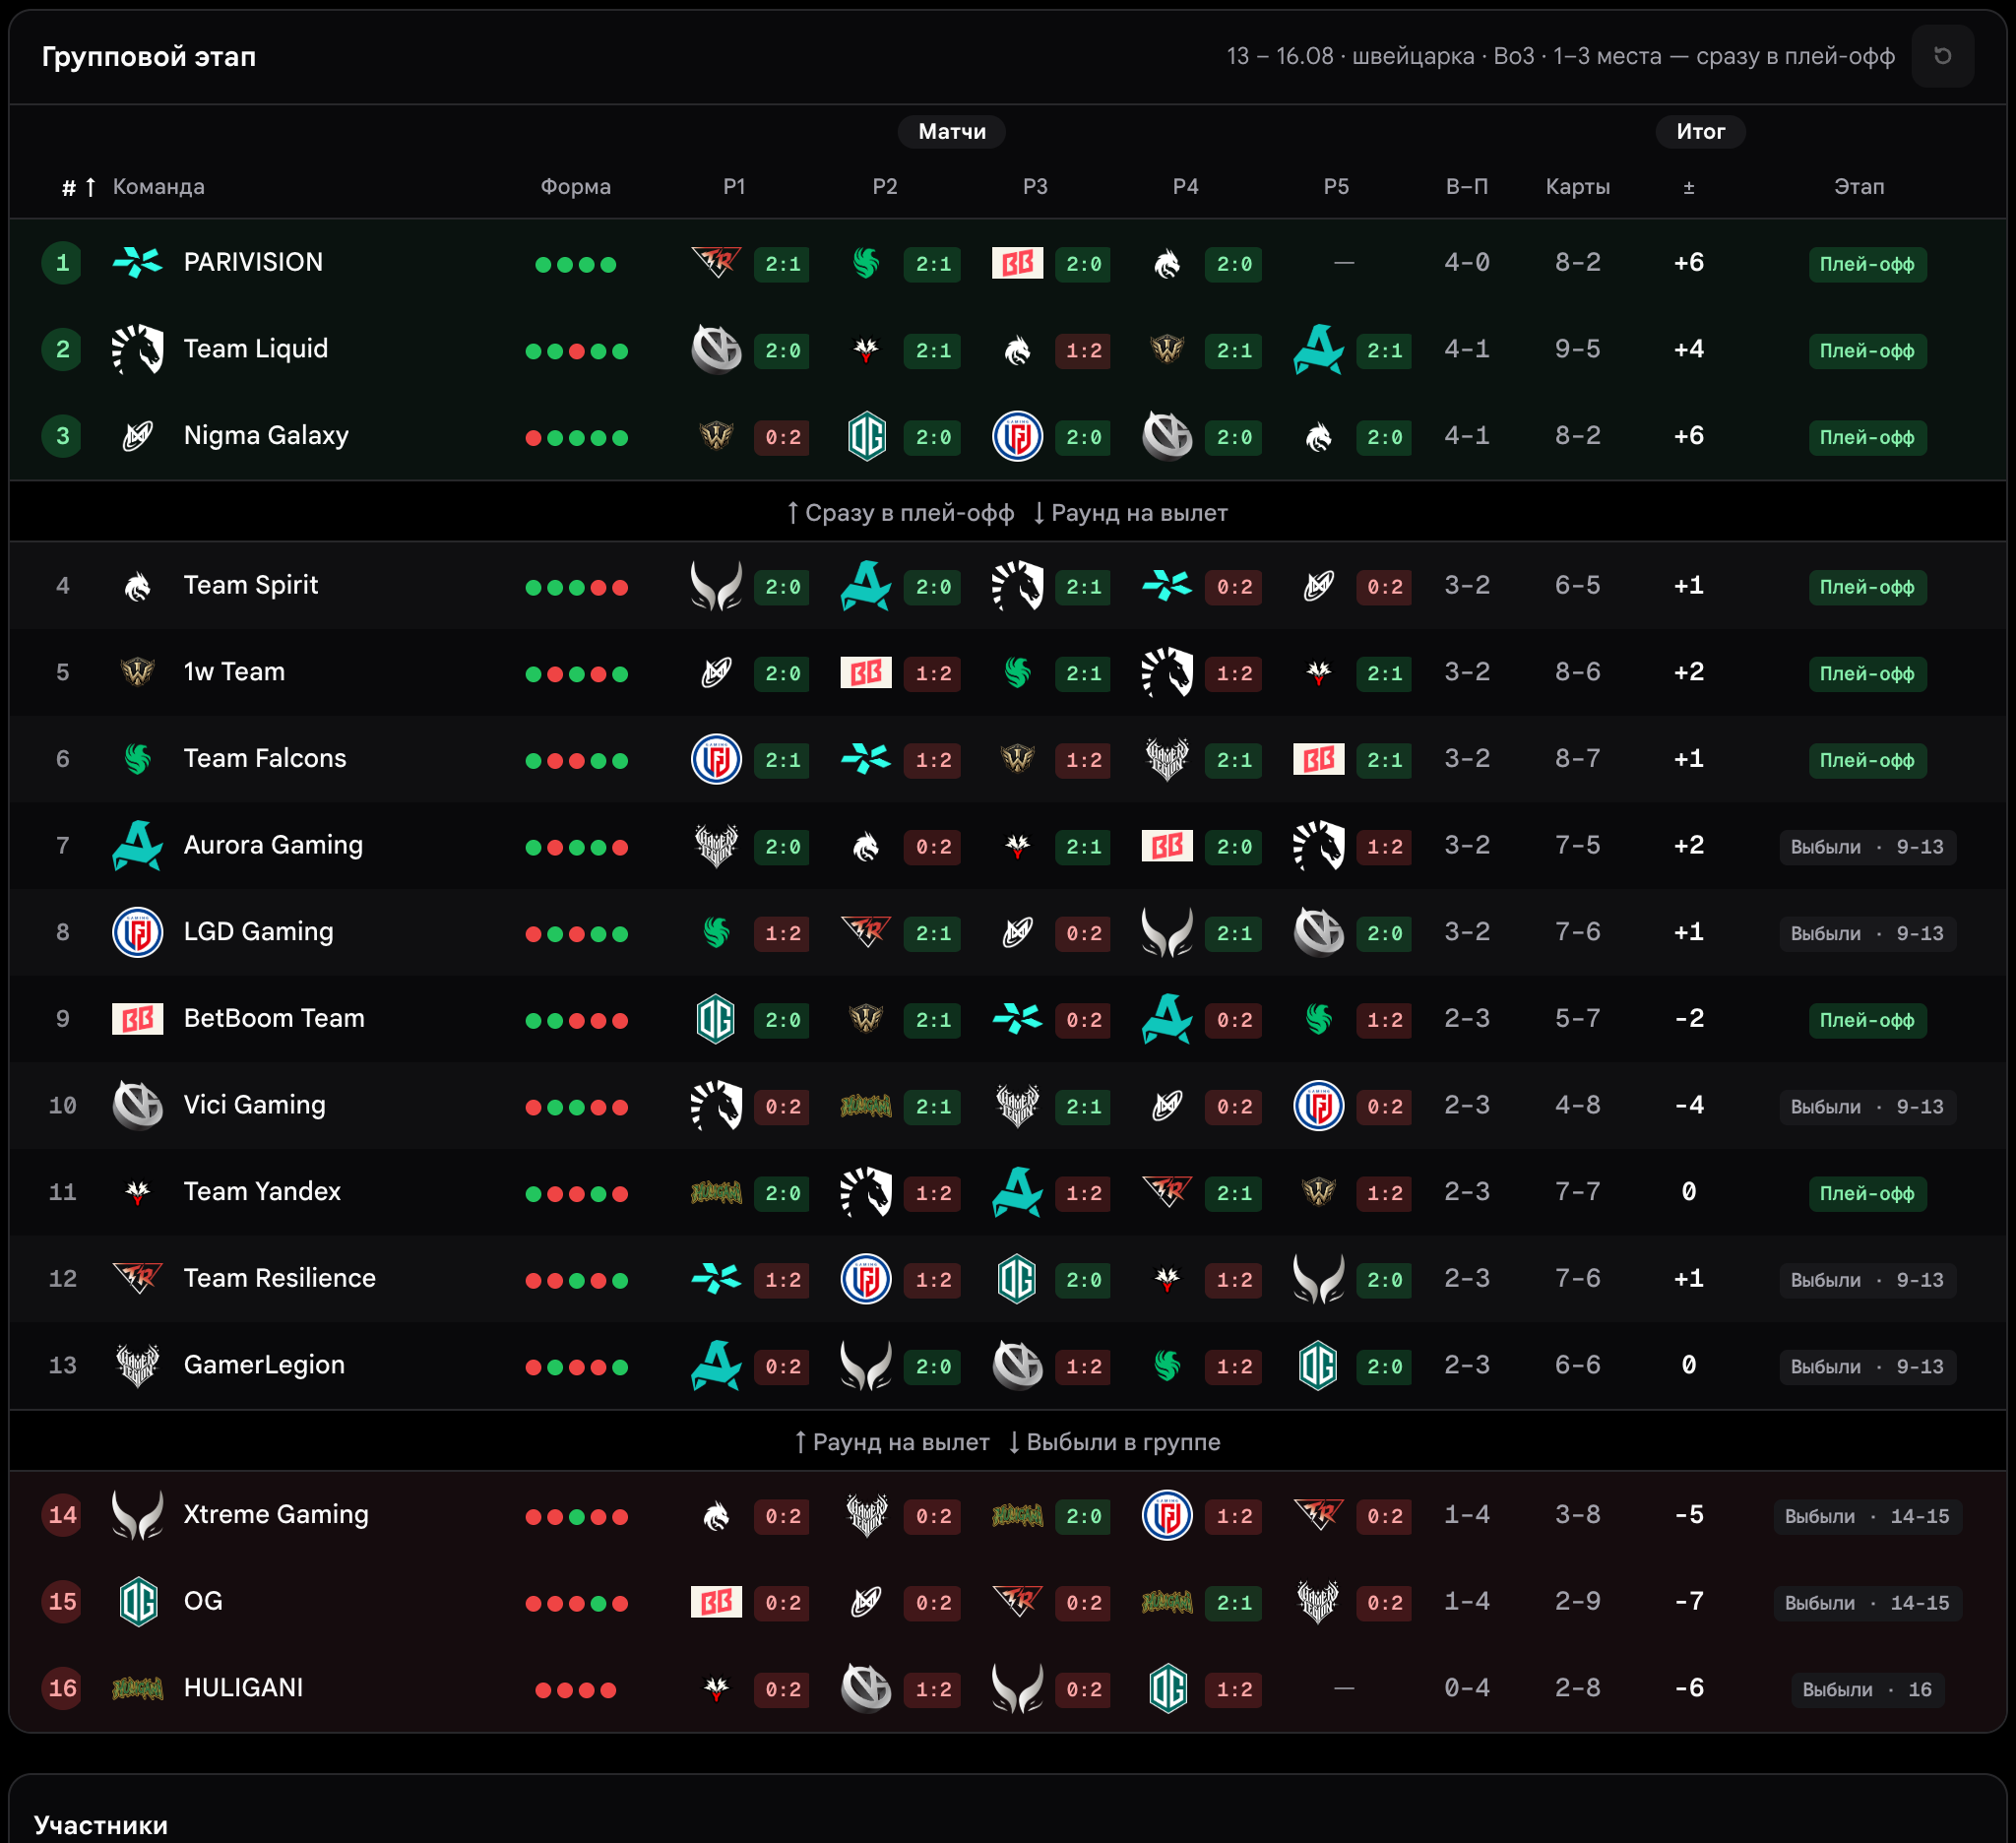 Групповой этап
13 – 16.08 · швейцарка · Bo3 · 1–3 места — сразу в плей-офф
Матчи Итог
# ↑ Команда Форма Р1 Р2 Р3 Р4 Р5 В–П Карты ± Этап
1 PARIVISION 2:1 2:1 2:0 2:0 — 4–0 8–2 +6 Плей-офф
2 Team Liquid 2:0 2:1 1:2 2:1 2:1 4–1 9–5 +4 Плей-офф
3 Nigma Galaxy 0:2 2:0 2:0 2:0 2:0 4–1 8–2 +6 Плей-офф
↑ Сразу в плей-офф ↓ Раунд на вылет
4 Team Spirit 2:0 2:0 2:1 0:2 0:2 3–2 6–5 +1 Плей-офф
5 1w Team 2:0 1:2 2:1 1:2 2:1 3–2 8–6 +2 Плей-офф
6 Team Falcons 2:1 1:2 1:2 2:1 2:1 3–2 8–7 +1 Плей-офф
7 Aurora Gaming 2:0 0:2 2:1 2:0 1:2 3–2 7–5 +2 Выбыли · 9–13
8 LGD Gaming 1:2 2:1 0:2 2:1 2:0 3–2 7–6 +1 Выбыли · 9–13
9 BetBoom Team 2:0 2:1 0:2 0:2 1:2 2–3 5–7 -2 Плей-офф
10 Vici Gaming 0:2 2:1 2:1 0:2 0:2 2–3 4–8 -4 Выбыли · 9–13
11 Team Yandex 2:0 1:2 1:2 2:1 1:2 2–3 7–7 0 Плей-офф
12 Team Resilience 1:2 1:2 2:0 1:2 2:0 2–3 7–6 +1 Выбыли · 9–13
13 GamerLegion 0:2 2:0 1:2 1:2 2:0 2–3 6–6 0 Выбыли · 9–13
↑ Раунд на вылет ↓ Выбыли в группе
14 Xtreme Gaming 0:2 0:2 2:0 1:2 0:2 1–4 3–8 -5 Выбыли · 14–15
15 OG 0:2 0:2 0:2 2:1 0:2 1–4 2–9 -7 Выбыли · 14–15
16 HULIGANI 0:2 1:2 0:2 1:2 — 0–4 2–8 -6 Выбыли · 16
Участники